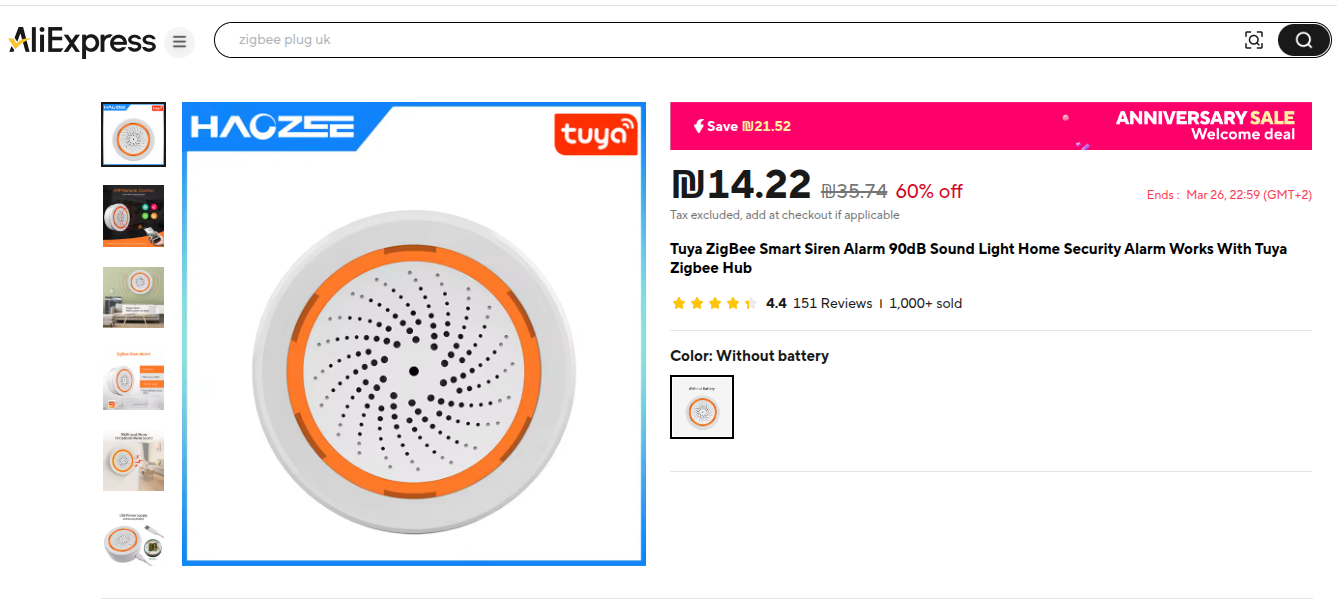 AliExpress
zigbee plug uk
HAOZEE
tuya
Save ₪21.52
ANNIVERSARY SALE
Welcome deal
₪14.22 ₪35.74 60% off
Ends : Mar 26, 22:59 (GMT+2)
Tax excluded, add at checkout if applicable
Tuya ZigBee Smart Siren Alarm 90dB Sound Light Home Security Alarm Works With Tuya
Zigbee Hub
4.4 151 Reviews I 1,000+ sold
Color: Without battery
Without Battery